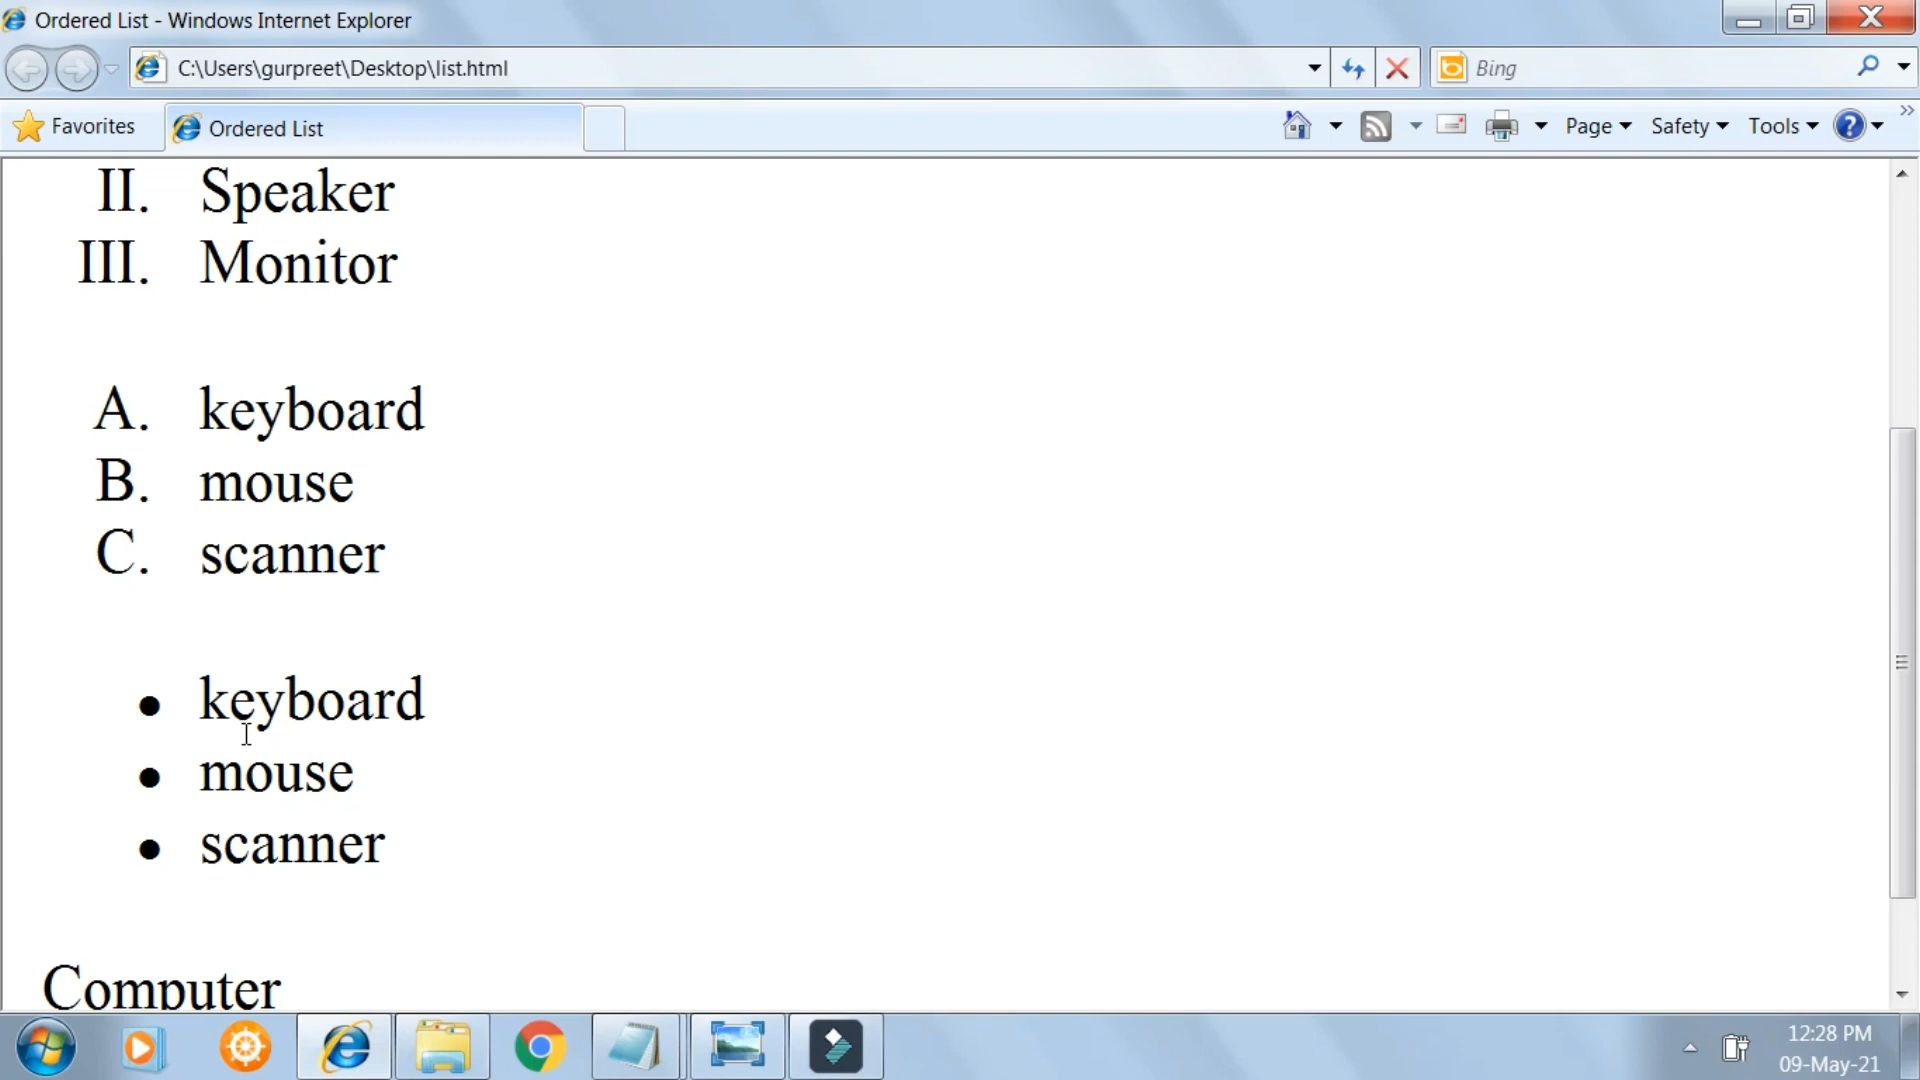 Ordered List - Windows Internet Explorer
C:\Users\gurpreet\Desktop\list.html
Bing
Favorites
Ordered List
Page
Safety
Tools
II. Speaker
III. Monitor
A. keyboard
B. mouse
C. scanner
• keyboard
• mouse
• scanner
Computer
12:28 PM
09-May-21